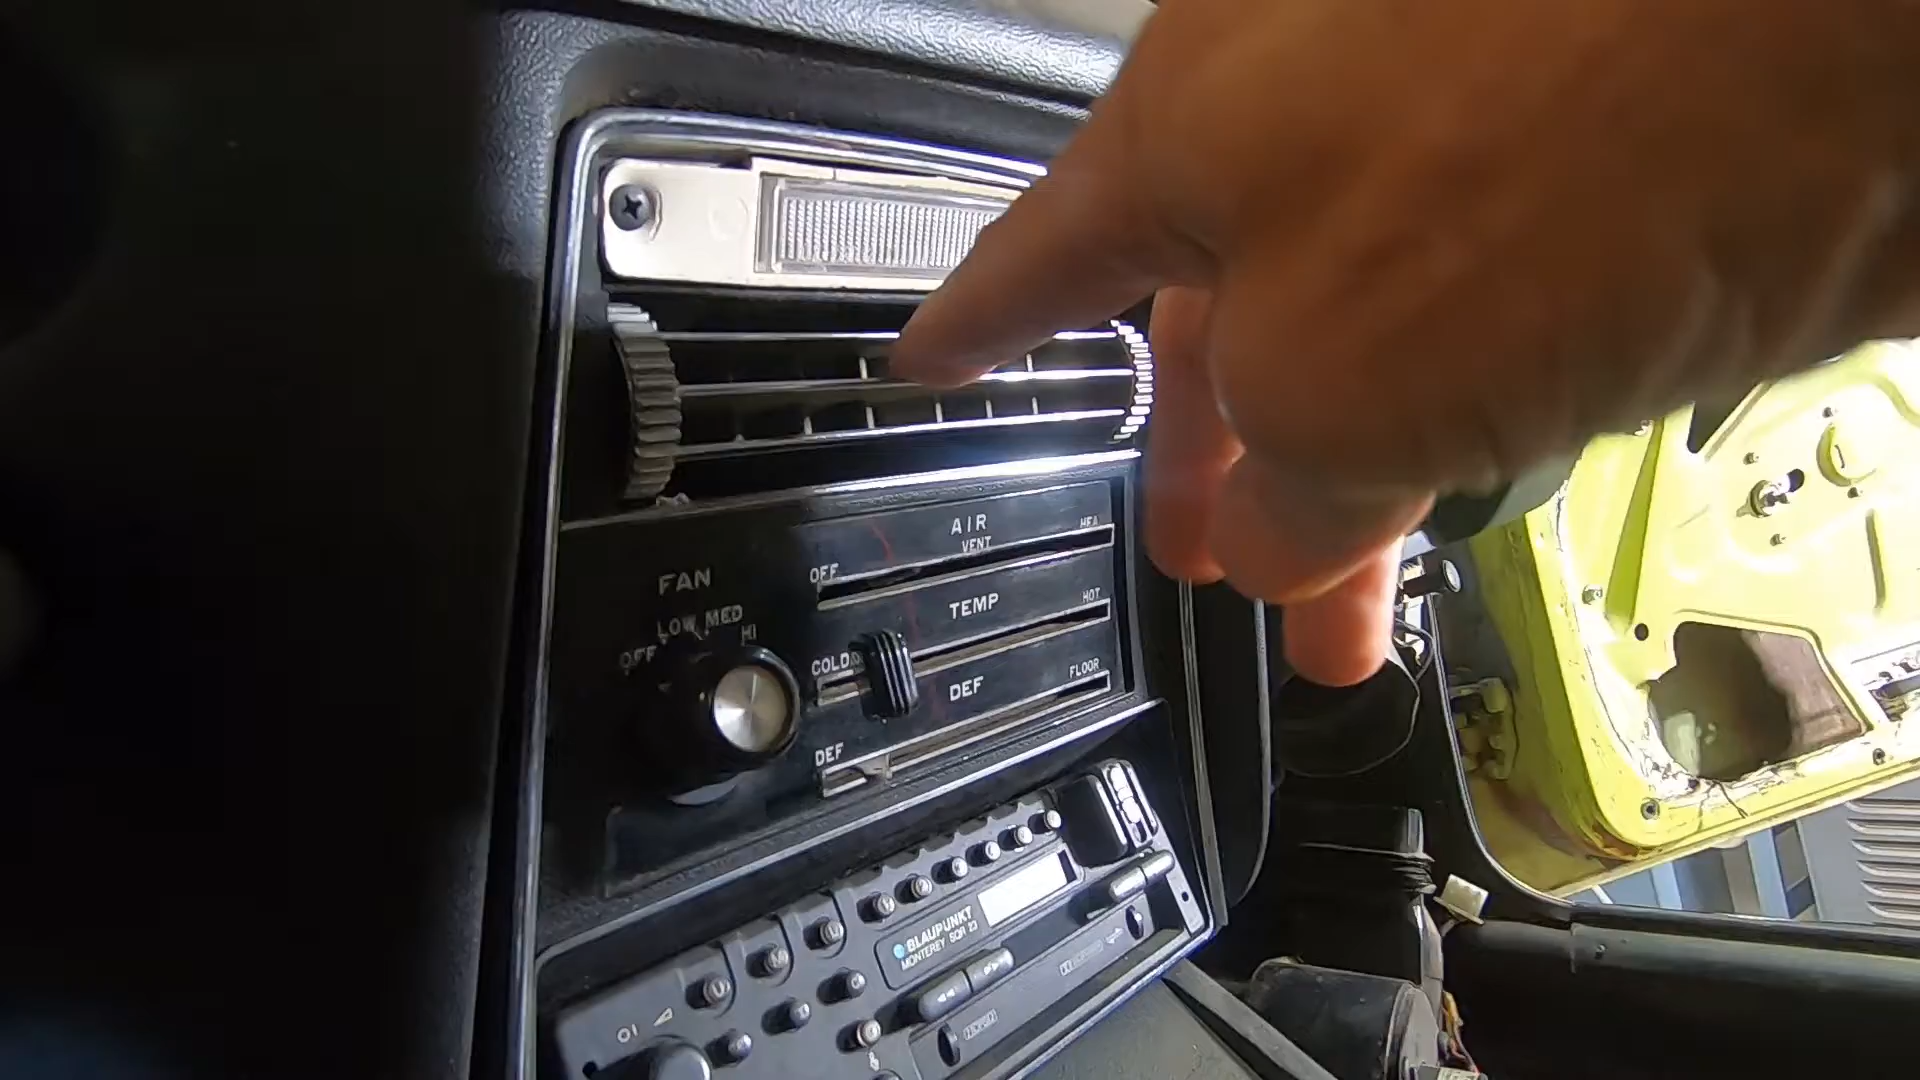 AIR
HEA
VENT
OFF
FAN
TEMP
HOT
LOW MED
HI
OFF
COLD
FLOOR
DEF
DEF
BLAUPUNKT
MONTEREY SQR 23